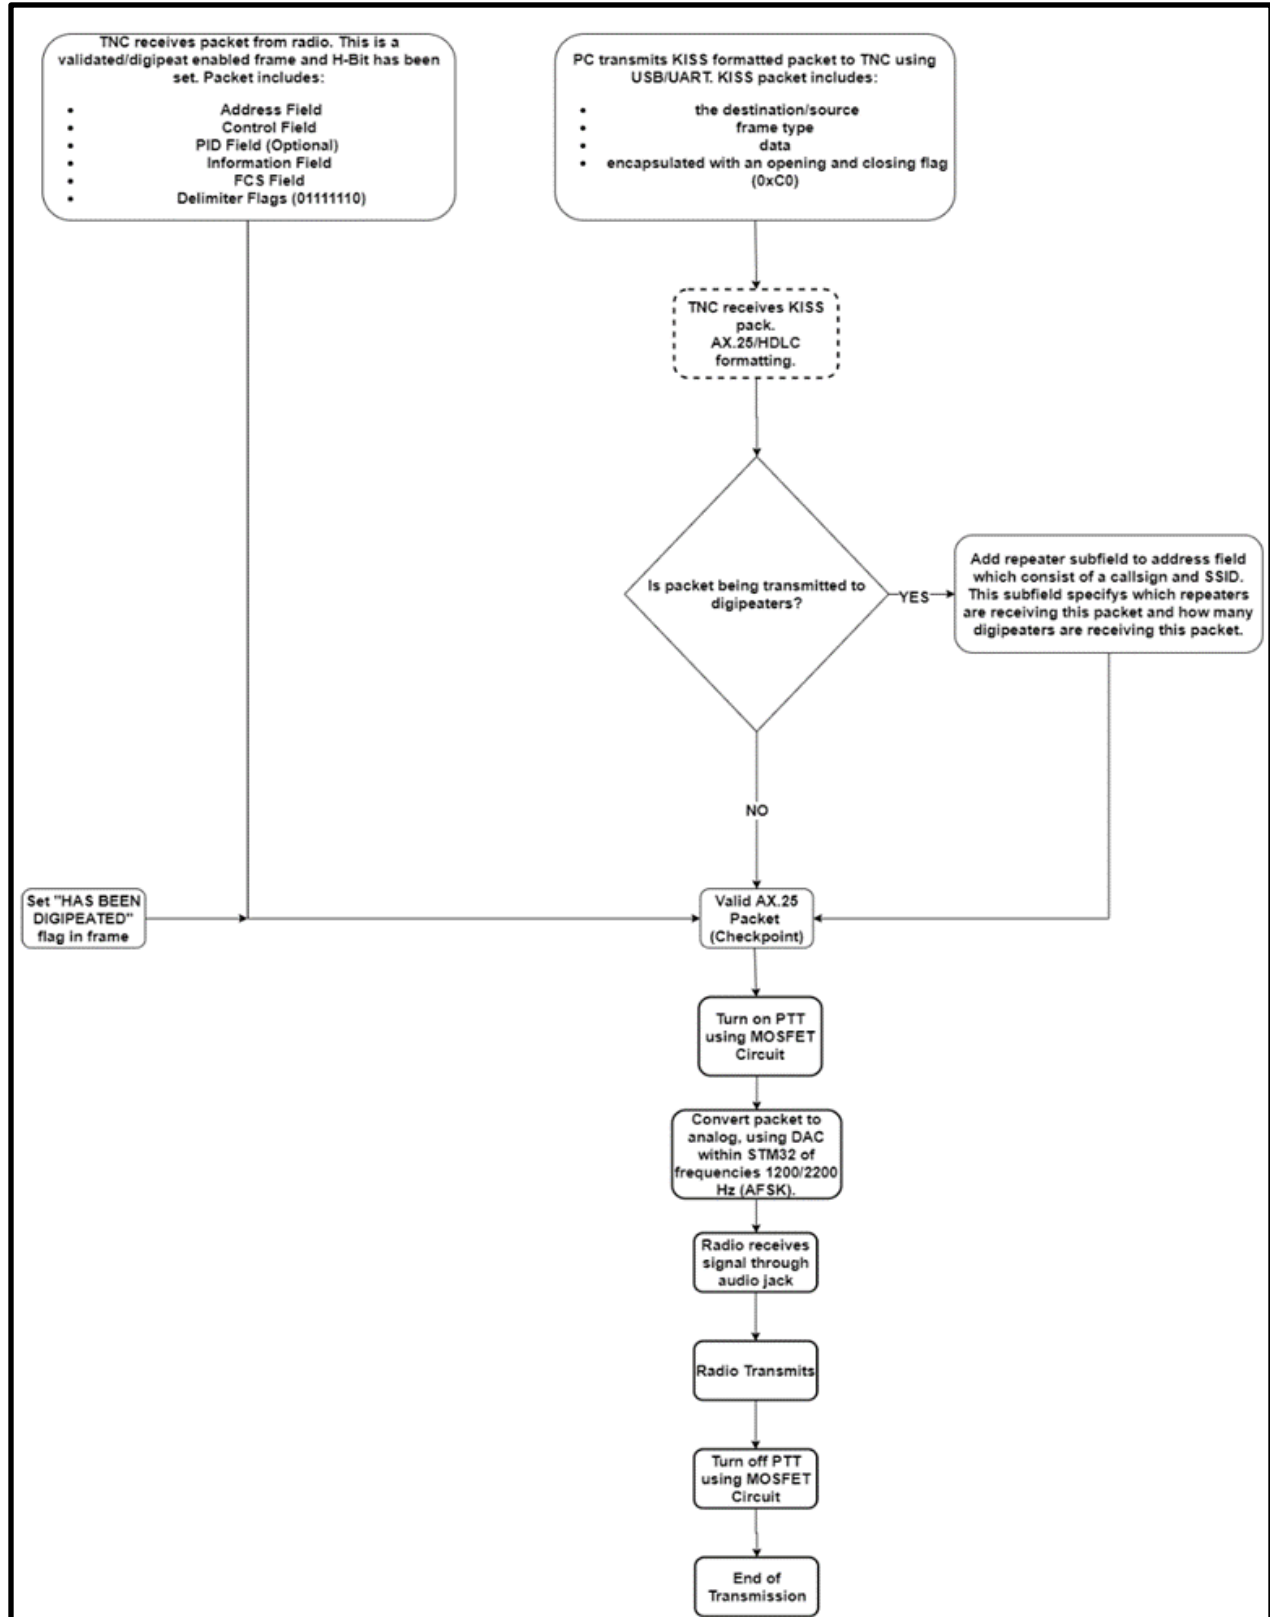 TNC receives packet from radio. This is a
validated/digipeat enabled frame and H-Bit has been
set. Packet includes:
• Address Field
• Control Field
• PID Field (Optional)
• Information Field
• FCS Field
• Delimiter Flags (01111110)
PC transmits KISS formatted packet to TNC using
USB/UART. KISS packet includes:
• the destination/source
• frame type
• data
• encapsulated with an opening and closing flag
(0xC0)
TNC receives KISS
pack.
AX.25/HDLC
formatting.
Is packet being transmitted to
digipeaters?
YES
Add repeater subfield to address field
which consist of a callsign and SSID.
This subfield specifys which repeaters
are receiving this packet and how many
digipeaters are receiving this packet.
NO
Set "HAS BEEN
DIGIPEATED"
flag in frame
Valid AX.25
Packet
(Checkpoint)
Turn on PTT
using MOSFET
Circuit
Convert packet to
analog, using DAC
within STM32 of
frequencies 1200/2200
Hz (AFSK).
Radio receives
signal through
audio jack
Radio Transmits
Turn off PTT
using MOSFET
Circuit
End of
Transmission